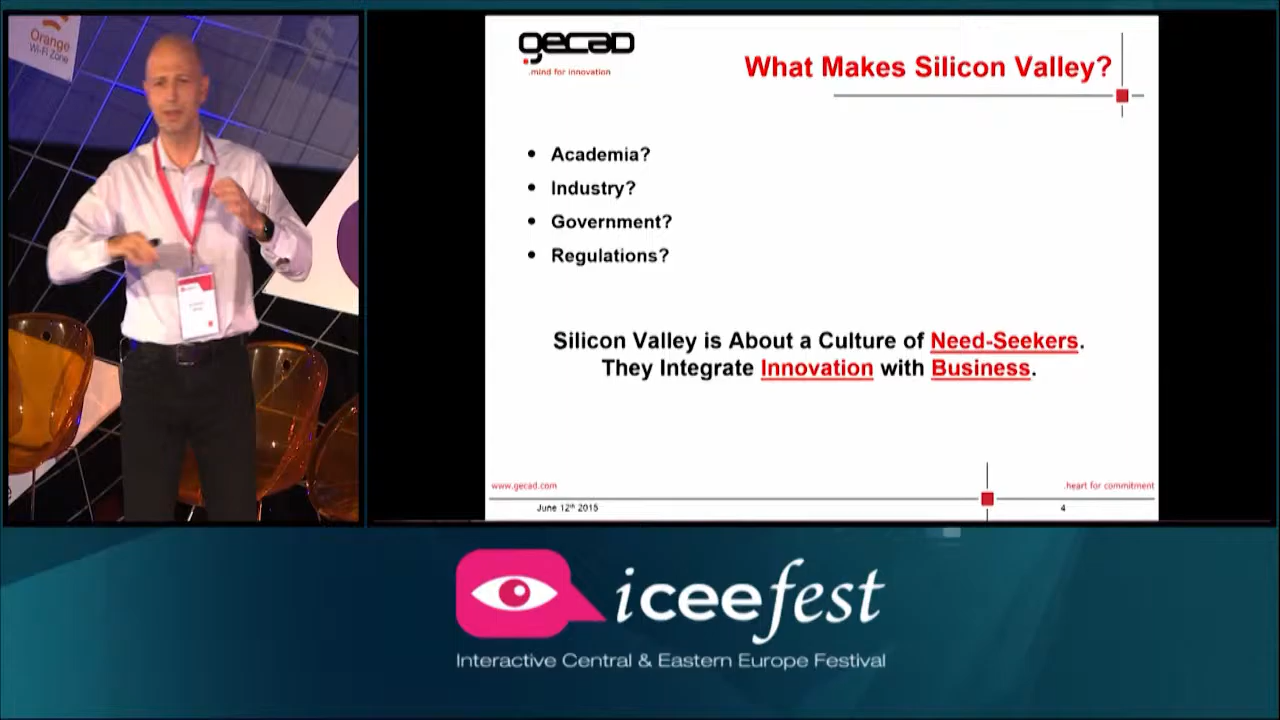 Orange
Wi-Fi Zone
gecad
.mind for innovation
What Makes Silicon Valley?
• Academia?
• Industry?
• Government?
• Regulations?
Silicon Valley is About a Culture of Need-Seekers.
They Integrate Innovation with Business.
www.gecad.com
.heart for commitment
June 12th 2015
4
iceefest
Interactive Central & Eastern Europe Festival